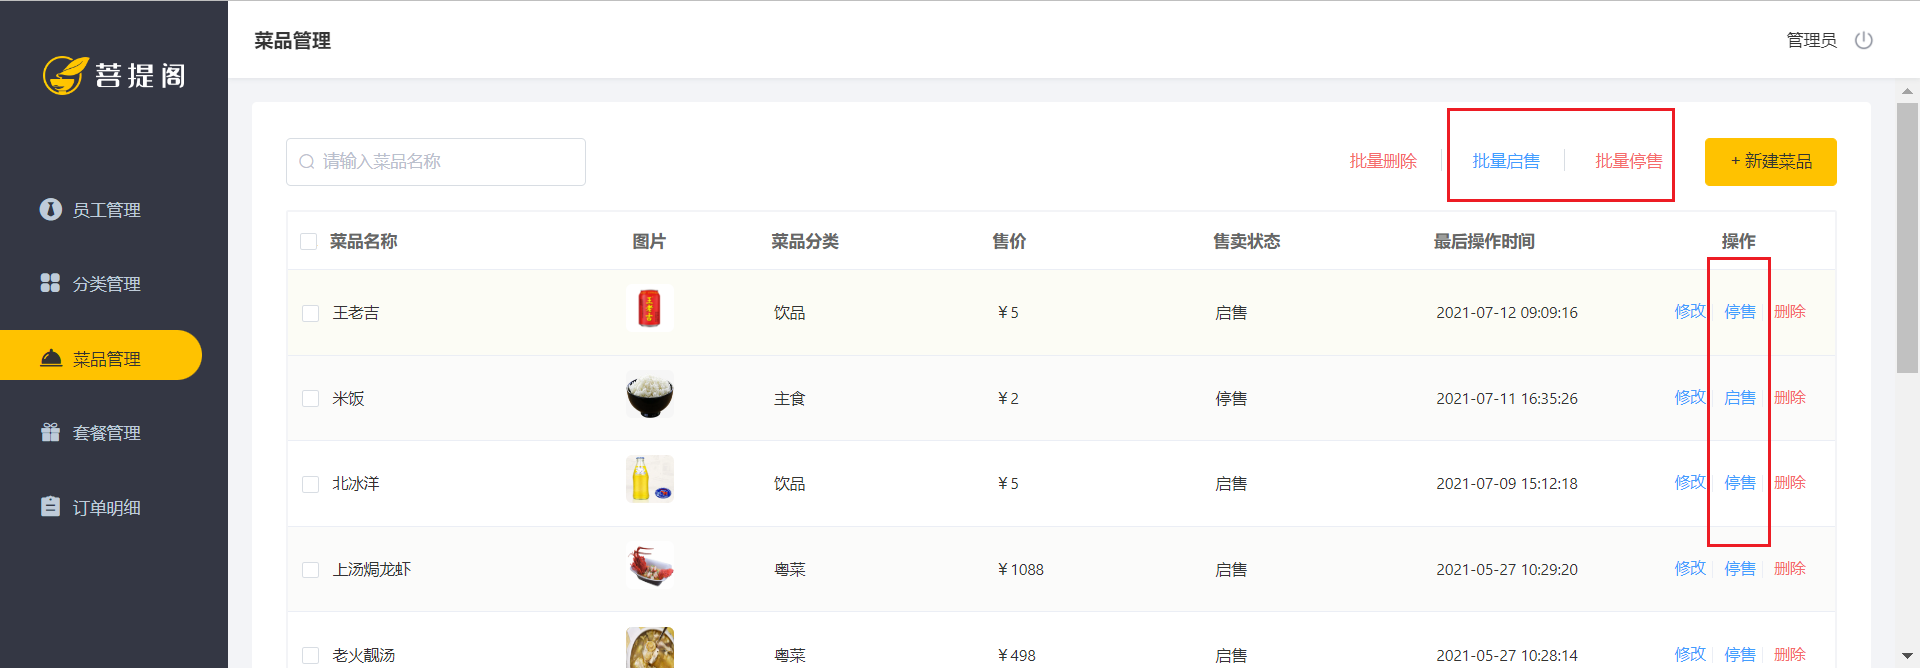 菩提阁
员工管理
分类管理
菜品管理
套餐管理
订单明细
菜品管理
管理员
请输入菜品名称
批量删除 批量启售 批量停售 + 新建菜品
菜品名称 图片 菜品分类 售价 售卖状态 最后操作时间 操作
王老吉 王老吉 饮品 ￥5 启售 2021-07-12 09:09:16 修改 停售 删除
米饭 主食 ￥2 停售 2021-07-11 16:35:26 修改 启售 删除
北冰洋 饮品 ￥5 启售 2021-07-09 15:12:18 修改 停售 删除
上汤焗龙虾 粤菜 ￥1088 启售 2021-05-27 10:29:20 修改 停售 删除
老火靓汤 粤菜 ￥498 启售 2021-05-27 10:28:14 修改 停售 删除